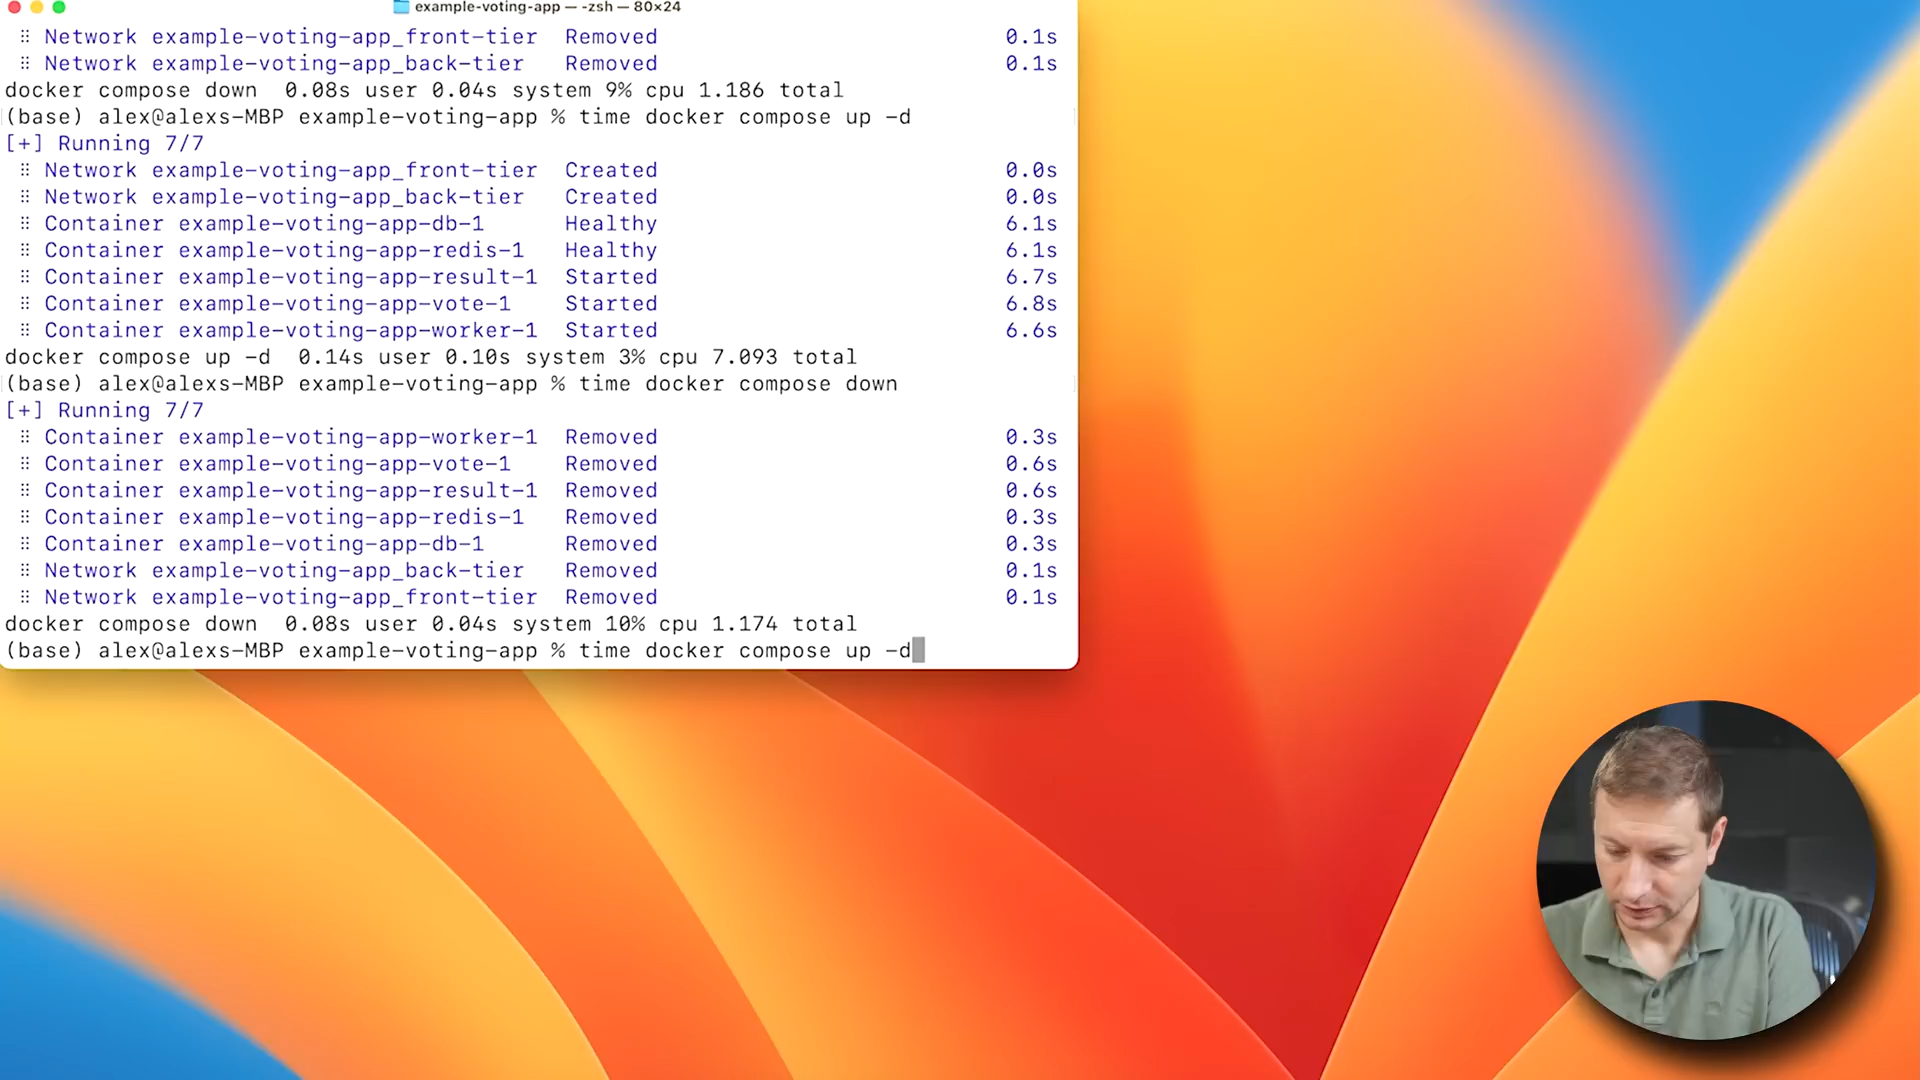 example-voting-app — -zsh — 80×24
⠿ Network example-voting-app_front-tier Removed 0.1s
⠿ Network example-voting-app_back-tier Removed 0.1s
docker compose down 0.08s user 0.04s system 9% cpu 1.186 total
(base) alex@alexs-MBP example-voting-app % time docker compose up -d
[+] Running 7/7
⠿ Network example-voting-app_front-tier Created 0.0s
⠿ Network example-voting-app_back-tier Created 0.0s
⠿ Container example-voting-app-db-1 Healthy 6.1s
⠿ Container example-voting-app-redis-1 Healthy 6.1s
⠿ Container example-voting-app-result-1 Started 6.7s
⠿ Container example-voting-app-vote-1 Started 6.8s
⠿ Container example-voting-app-worker-1 Started 6.6s
docker compose up -d 0.14s user 0.10s system 3% cpu 7.093 total
(base) alex@alexs-MBP example-voting-app % time docker compose down
[+] Running 7/7
⠿ Container example-voting-app-worker-1 Removed 0.3s
⠿ Container example-voting-app-vote-1 Removed 0.6s
⠿ Container example-voting-app-result-1 Removed 0.6s
⠿ Container example-voting-app-redis-1 Removed 0.3s
⠿ Container example-voting-app-db-1 Removed 0.3s
⠿ Network example-voting-app_back-tier Removed 0.1s
⠿ Network example-voting-app_front-tier Removed 0.1s
docker compose down 0.08s user 0.04s system 10% cpu 1.174 total
(base) alex@alexs-MBP example-voting-app % time docker compose up -d